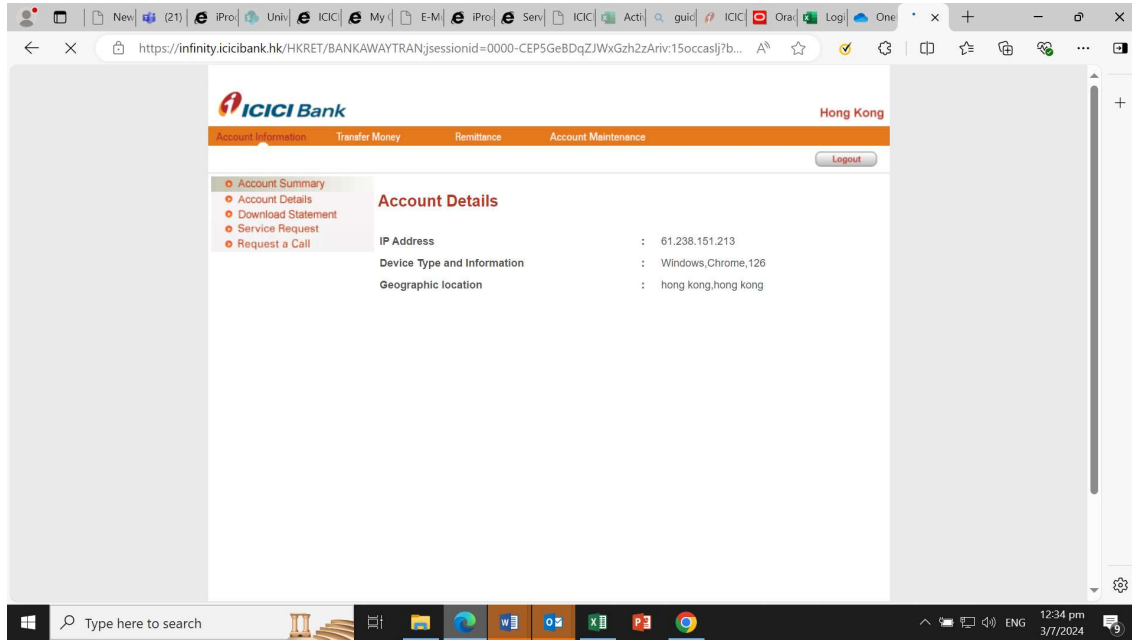 New (21) iPro Univ ICICI My C E-M iPro Serv ICIC Acti guid ICIC Orac Logi One
https://infinity.icicibank.hk/HKRET/BANKAWAYTRAN;jsessionid=0000-CEP5GeBDqZJWxGzh2zAriv:15occaslj?b...
ICICI Bank
Hong Kong
Account Information Transfer Money Remittance Account Maintenance
Logout
Account Summary
Account Details
Download Statement
Service Request
Request a Call
Account Details
IP Address : 61.238.151.213
Device Type and Information : Windows,Chrome,126
Geographic location : hong kong,hong kong
Type here to search
ENG
12:34 pm
3/7/2024
9